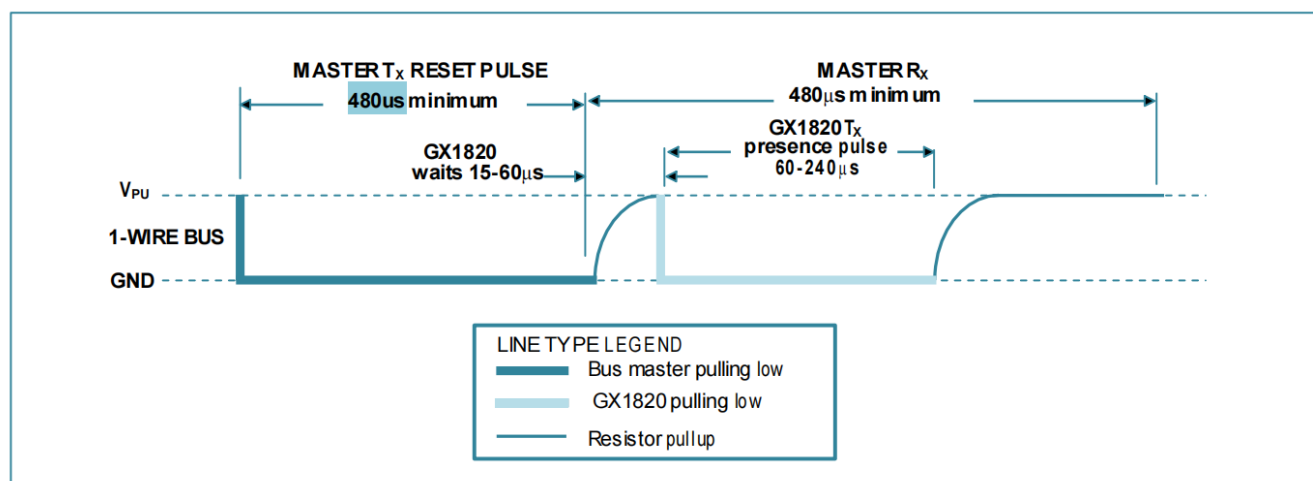 MASTER TX RESET PULSE
480us minimum
MASTER RX
480μs minimum
GX1820 TX
presence pulse
60-240μs
GX1820
waits 15-60μs
VPU
1-WIRE BUS
GND
LINE TYPE LEGEND
Bus master pulling low
GX1820 pulling low
Resistor pullup